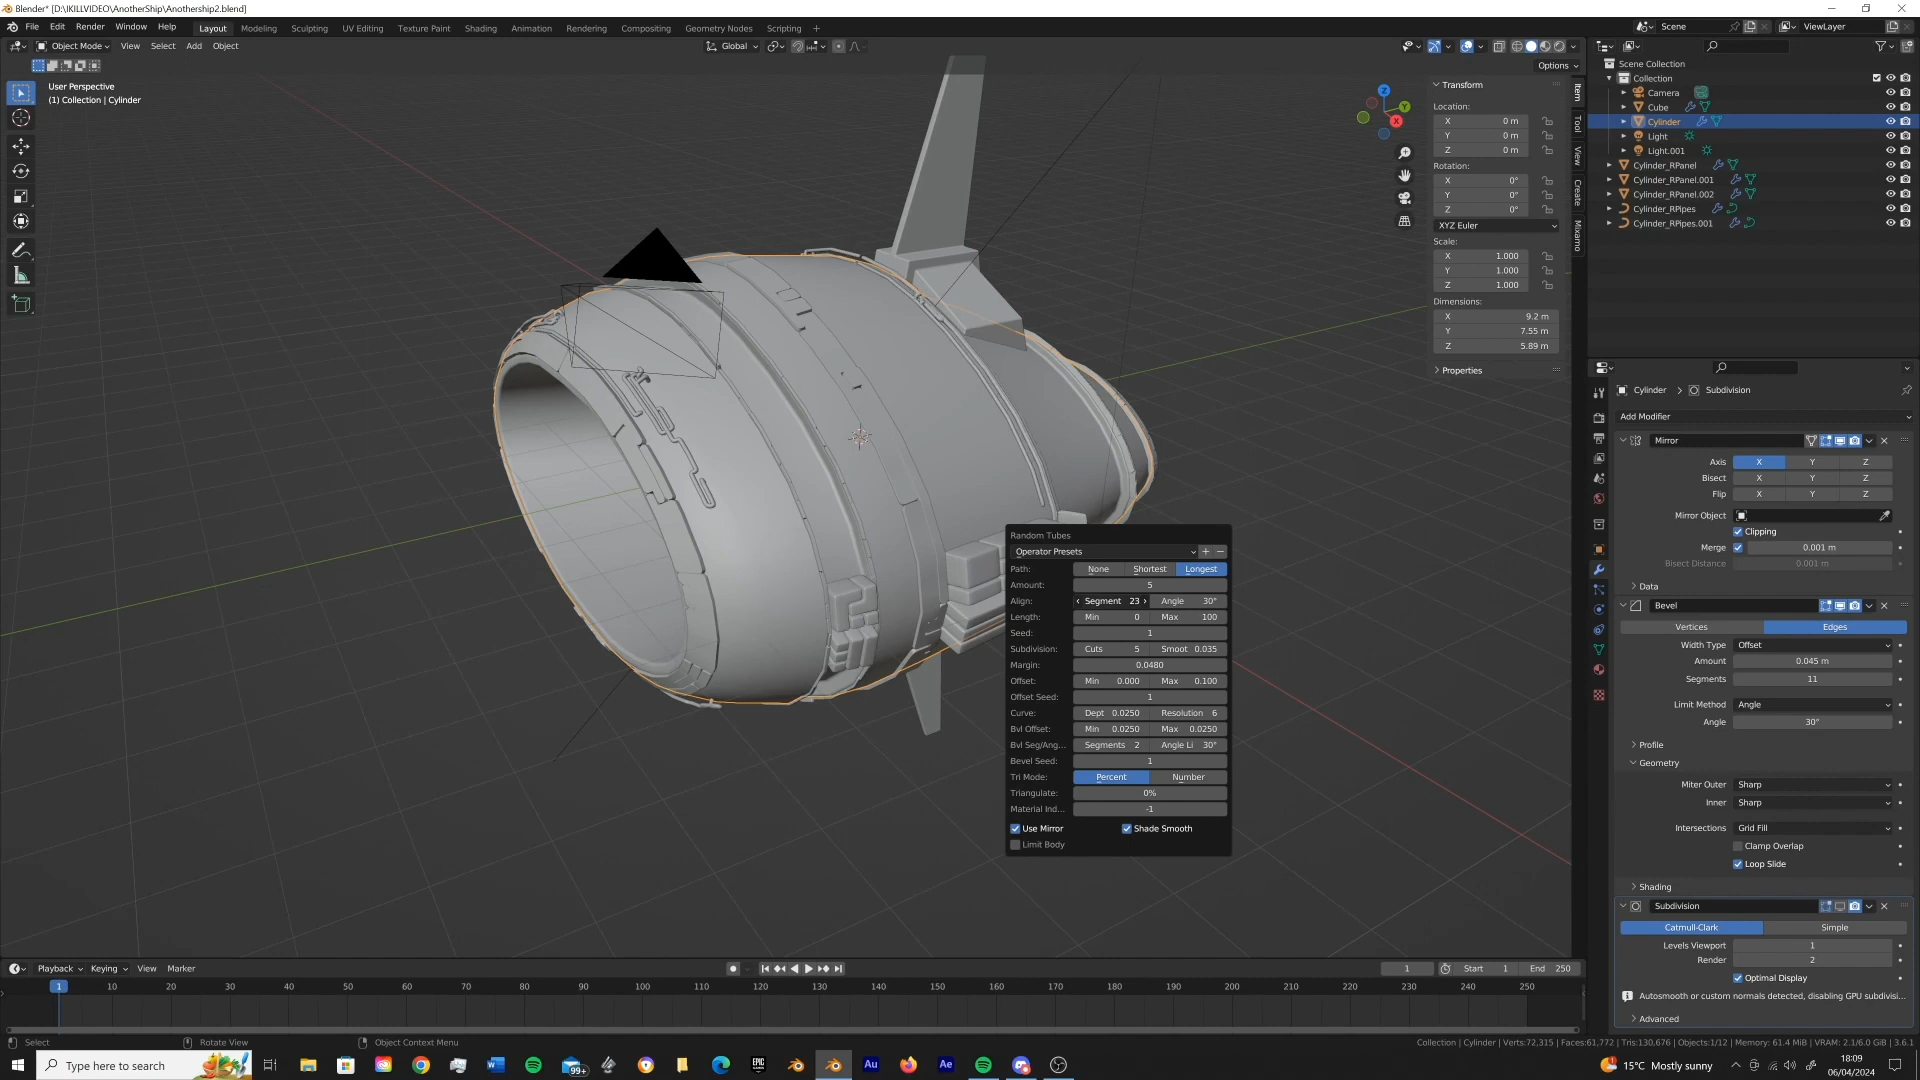 Blender* [D:\IKILLVIDEO\AnotherShip\Anothership2.blend]
File Edit Render Window Help Layout Modeling Sculpting UV Editing Texture Paint Shading Animation Rendering Compositing Geometry Nodes Scripting + Scene ViewLayer
Object Mode View Select Add Object Global
Options
User Perspective
(1) Collection | Cylinder
Z
Y
X
Item
Tool
View
Create
Mixamo
Transform
Location:
X 0 m
Y 0 m
Z 0 m
Rotation:
X 0°
Y 0°
Z 0°
XYZ Euler
Scale:
X 1.000
Y 1.000
Z 1.000
Dimensions:
X 9.2 m
Y 7.55 m
Z 5.89 m
Properties
Scene Collection
Collection
Camera
Cube
Cylinder
Light
Light.001
Cylinder_RPanel
Cylinder_RPanel.001
Cylinder_RPanel.002
Cylinder_RPipes
Cylinder_RPipes.001
Random Tubes
Operator Presets + −
Path: None Shortest Longest
Amount: 5
Align: Segment 23 Angle 30°
Length: Min 0 Max 100
Seed: 1
Subdivision: Cuts 5 Smoot 0.035
Margin: 0.0480
Offset: Min 0.000 Max 0.100
Offset Seed: 1
Curve: Dept 0.0250 Resolution 6
Bvl Offset: Min 0.0250 Max 0.0250
Bvl Seg/Ang... Segments 2 Angle Li 30°
Bevel Seed: 1
Tri Mode: Percent Number
Triangulate: 0%
Material Ind... -1
Use Mirror Shade Smooth
Limit Body
Cylinder > Subdivision
Add Modifier
Mirror
Axis X Y Z
Bisect X Y Z
Flip X Y Z
Mirror Object
Clipping
Merge 0.001 m
Bisect Distance 0.001 m
Data
Bevel
Vertices Edges
Width Type Offset
Amount 0.045 m
Segments 11
Limit Method Angle
Angle 30°
Profile
Geometry
Miter Outer Sharp
Inner Sharp
Intersections Grid Fill
Clamp Overlap
Loop Slide
Shading
Subdivision
Catmull-Clark Simple
Levels Viewport 1
Render 2
Optimal Display
Autosmooth or custom normals detected, disabling GPU subdivisi...
Advanced
Playback Keying View Marker 1 Start 1 End 250
1 10 20 30 40 50 60 70 80 90 100 110 120 130 140 150 160 170 180 190 200 210 220 230 240 250
Select Rotate View Object Context Menu Collection | Cylinder | Verts:72,315 | Faces:61,772 | Tris:130,676 | Objects:1/12 | Memory: 61.4 MiB | VRAM: 2.1/6.0 GiB | 3.6.1
Type here to search 99+ EPIC Au Ae 15°C Mostly sunny 18:09
06/04/2024